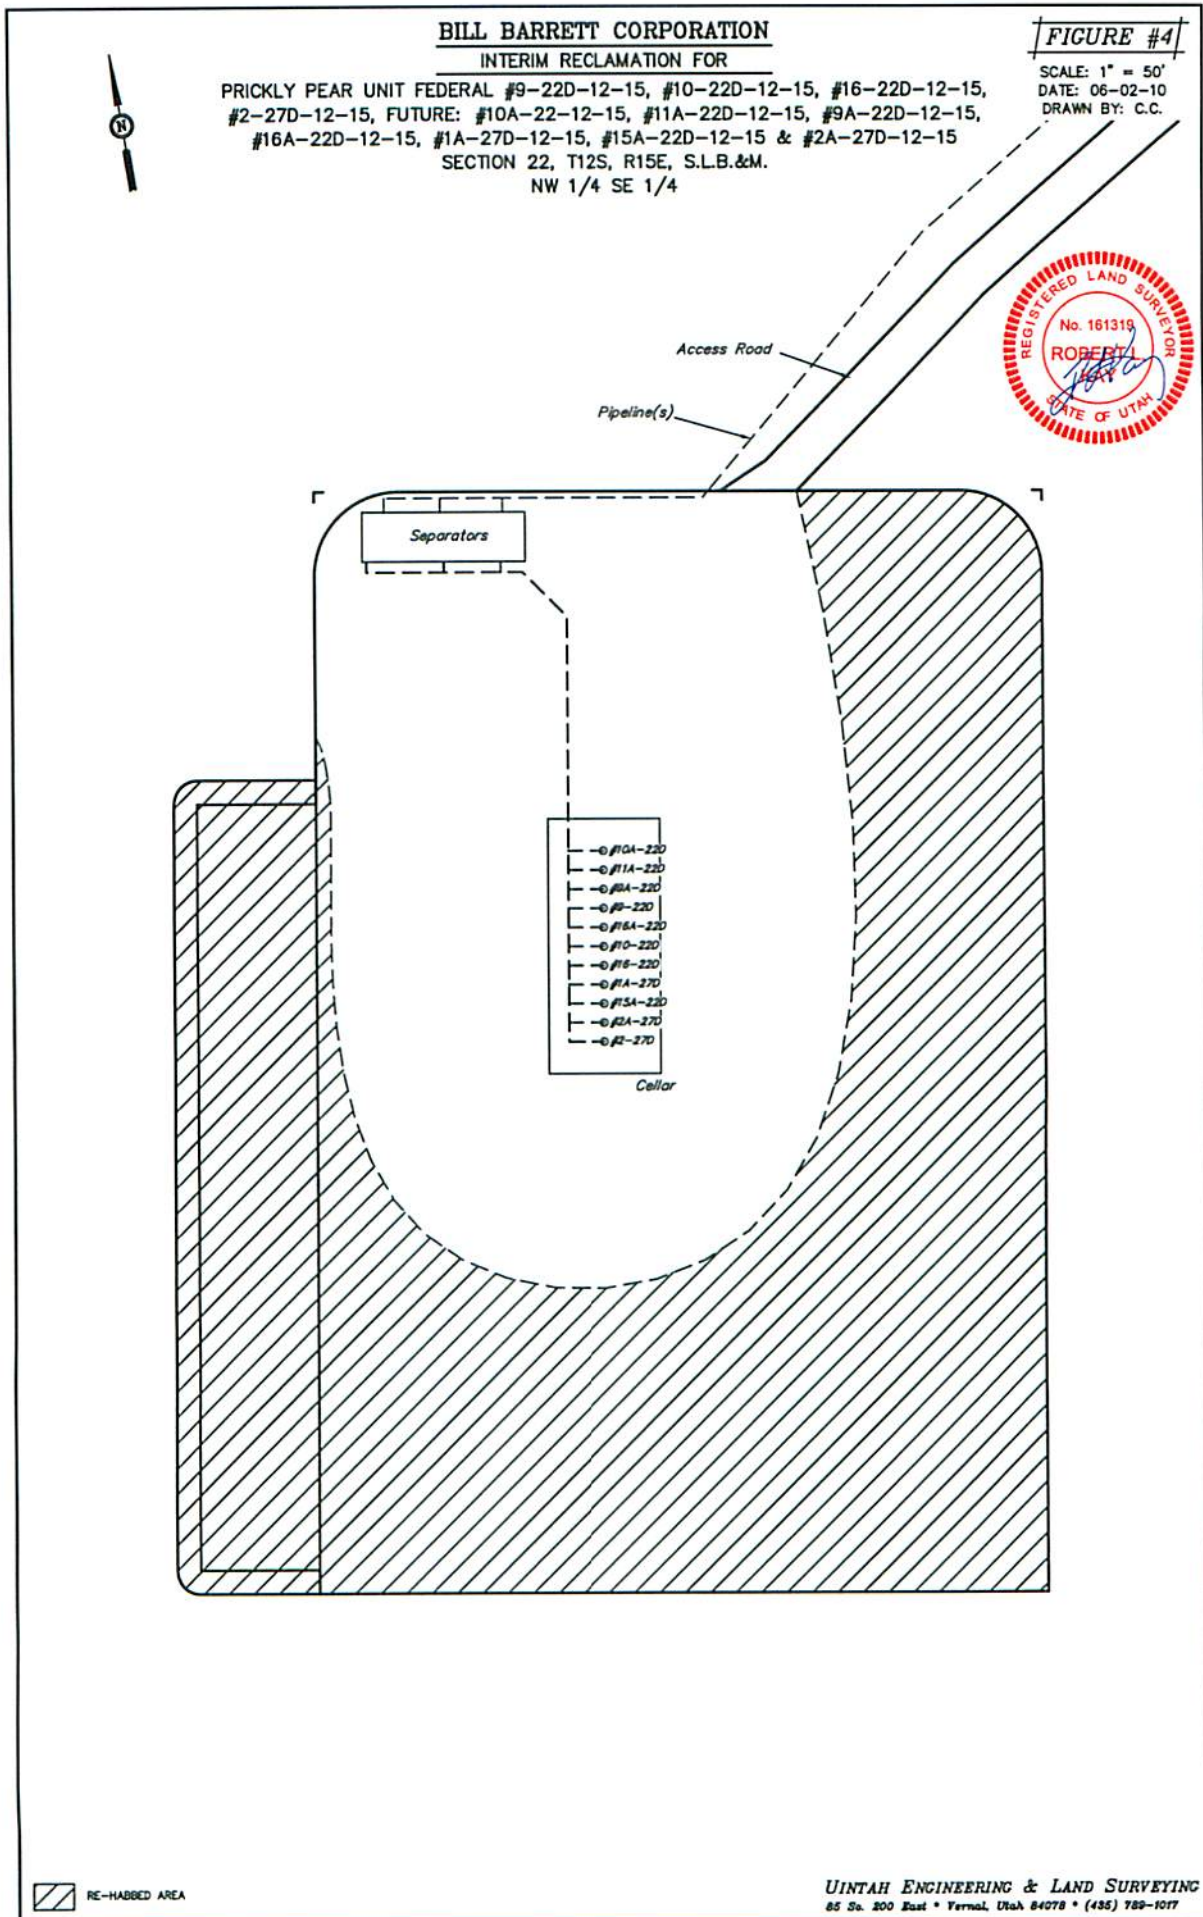 BILL BARRETT CORPORATION
INTERIM RECLAMATION FOR
PRICKLY PEAR UNIT FEDERAL #9-22D-12-15, #10-22D-12-15, #16-22D-12-15,
#2-27D-12-15, FUTURE: #10A-22-12-15, #11A-22D-12-15, #9A-22D-12-15,
#16A-22D-12-15, #1A-27D-12-15, #15A-22D-12-15 & #2A-27D-12-15
SECTION 22, T12S, R15E, S.L.B.&M.
NW 1/4 SE 1/4
FIGURE #4
SCALE: 1" = 50'
DATE: 06-02-10
DRAWN BY: C.C.
N
REGISTERED LAND SURVEYOR
No. 161319
ROBERT L.
STATE OF UTAH
Access Road
Pipeline(s)
Separators
#10A-22D
#11A-22D
#9A-22D
#9-22D
#16A-22D
#10-22D
#16-22D
#1A-27D
#15A-22D
#2A-27D
#2-27D
Cellar
RE-HABBED AREA
UINTAH ENGINEERING & LAND SURVEYING
85 So. 200 East * Vernal, Utah 84078 * (435) 789-1017